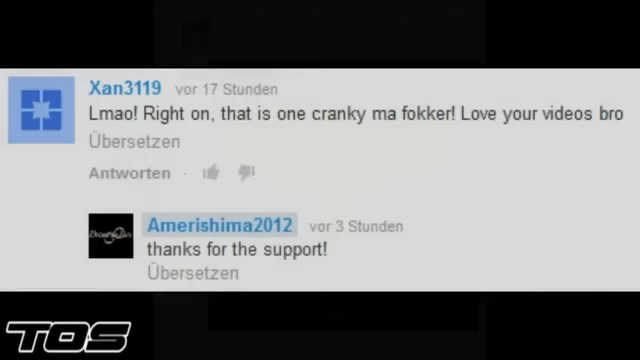 Xan3119 vor 17 Stunden
Lmao! Right on, that is one cranky ma fokker! Love your videos bro
Übersetzen
Antworten ·
Amerishima2012 vor 3 Stunden
thanks for the support!
Übersetzen
TOS